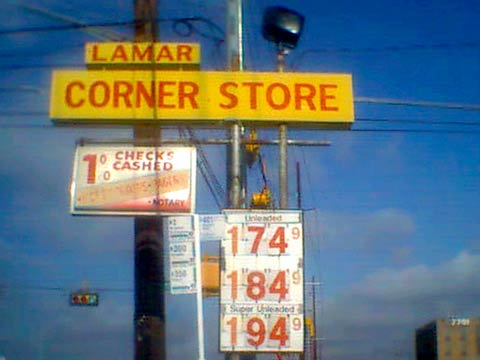 LAMAR
CORNER STORE
1%
CHECKS
CASHED
NOTARY
Unleaded
174 9
184 9
Super Unleaded
194 9